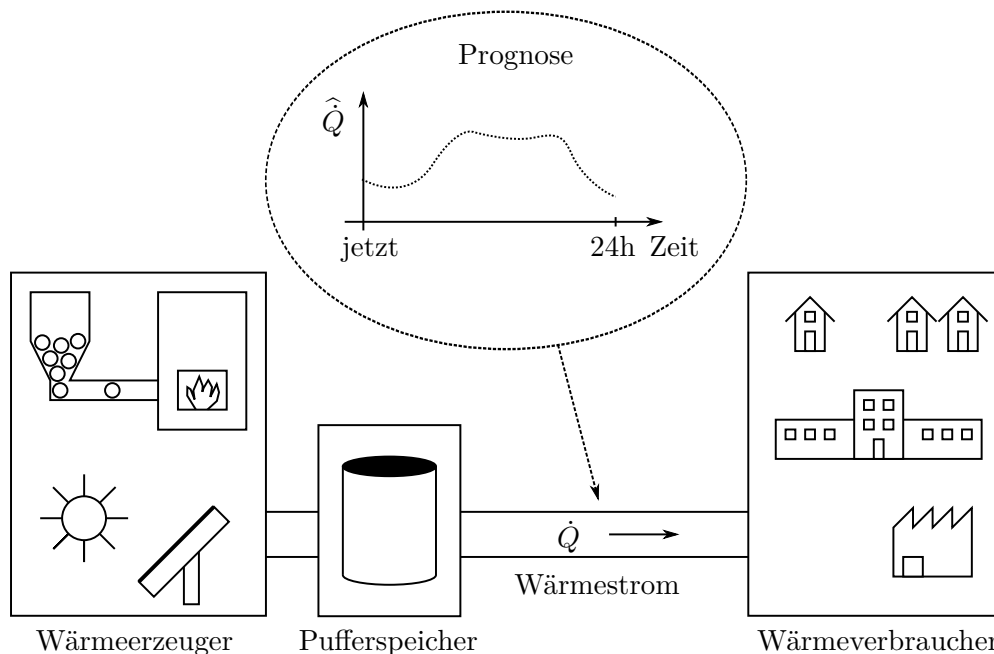 Prognose
Q̇̂
jetzt
24h Zeit
Q̇
Wärmestrom
Wärmeerzeuger
Pufferspeicher
Wärmeverbraucher